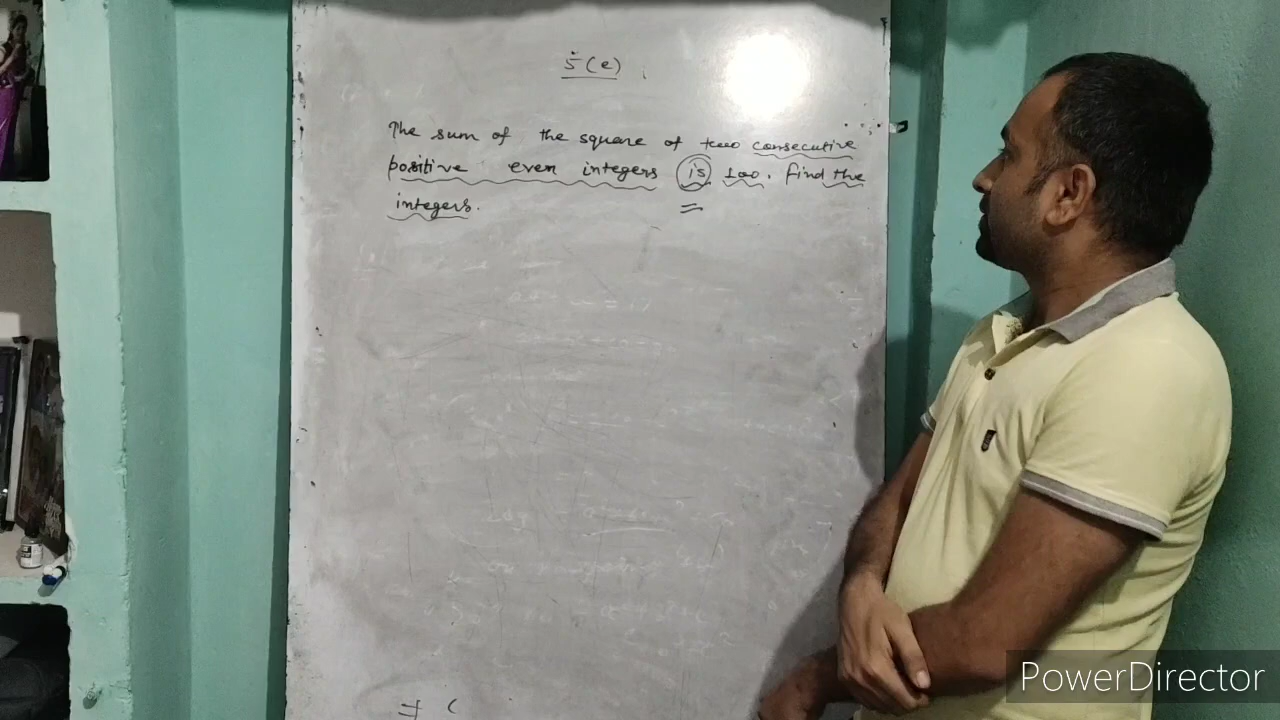 5(e)
The sum of the square of two consecutive
positive even integers is 100. Find the
integers.
PowerDirector